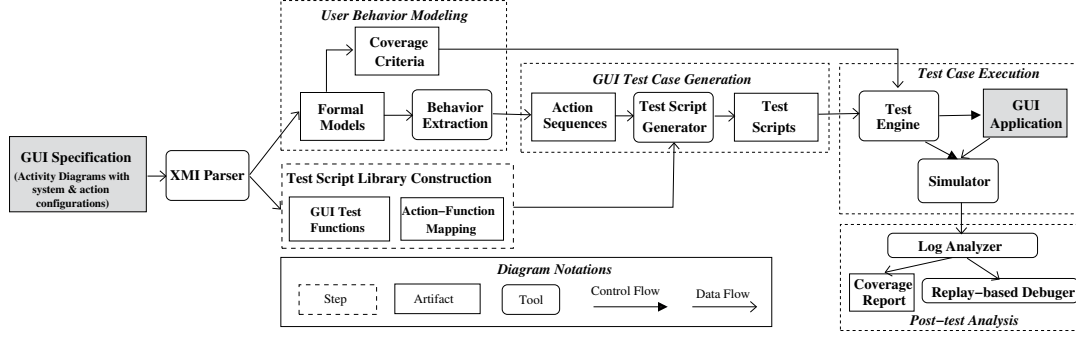 User Behavior Modeling
Coverage
Criteria
Formal
Models
Behavior
Extraction
GUI Specification
(Activity Diagrams with
system & action
configurations)
XMI Parser
Test Script Library Construction
GUI Test
Functions
Action−Function
Mapping
GUI Test Case Generation
Action
Sequences
Test Script
Generator
Test
Scripts
Test Case Execution
Test
Engine
GUI
Application
Simulator
Log Analyzer
Coverage
Report
Replay-based Debuger
Post−test Analysis
Diagram Notations
Step
Artifact
Tool
Control Flow
Data Flow